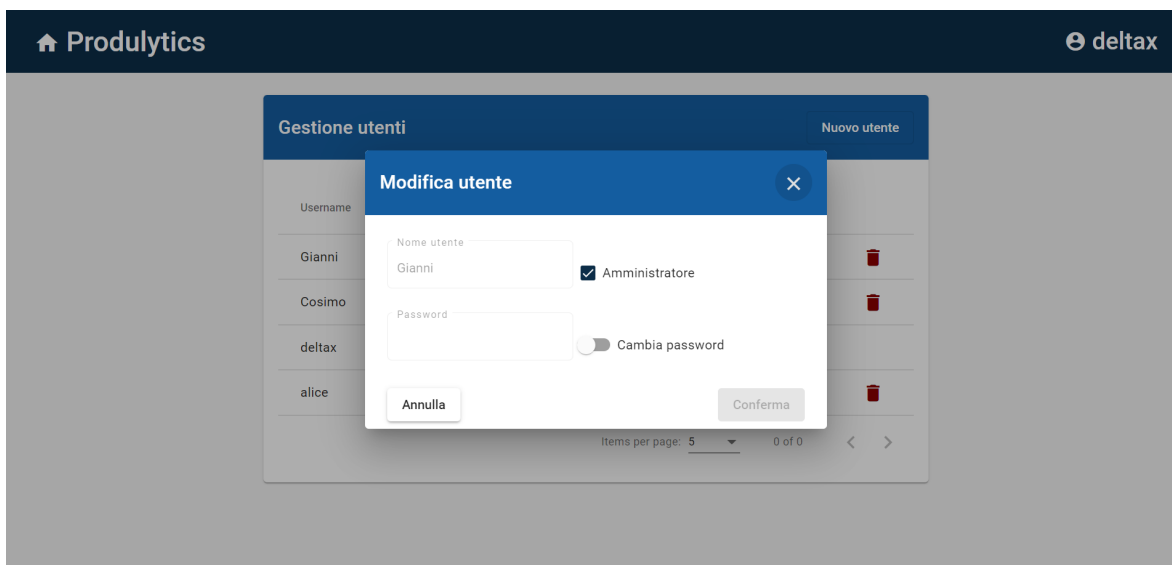 Produlytics
deltax
Gestione utenti
Nuovo utente
Modifica utente
Username
Nome utente
Gianni
Gianni
Amministratore
Cosimo
Password
deltax
Cambia password
alice
Annulla
Conferma
Items per page: 5
0 of 0